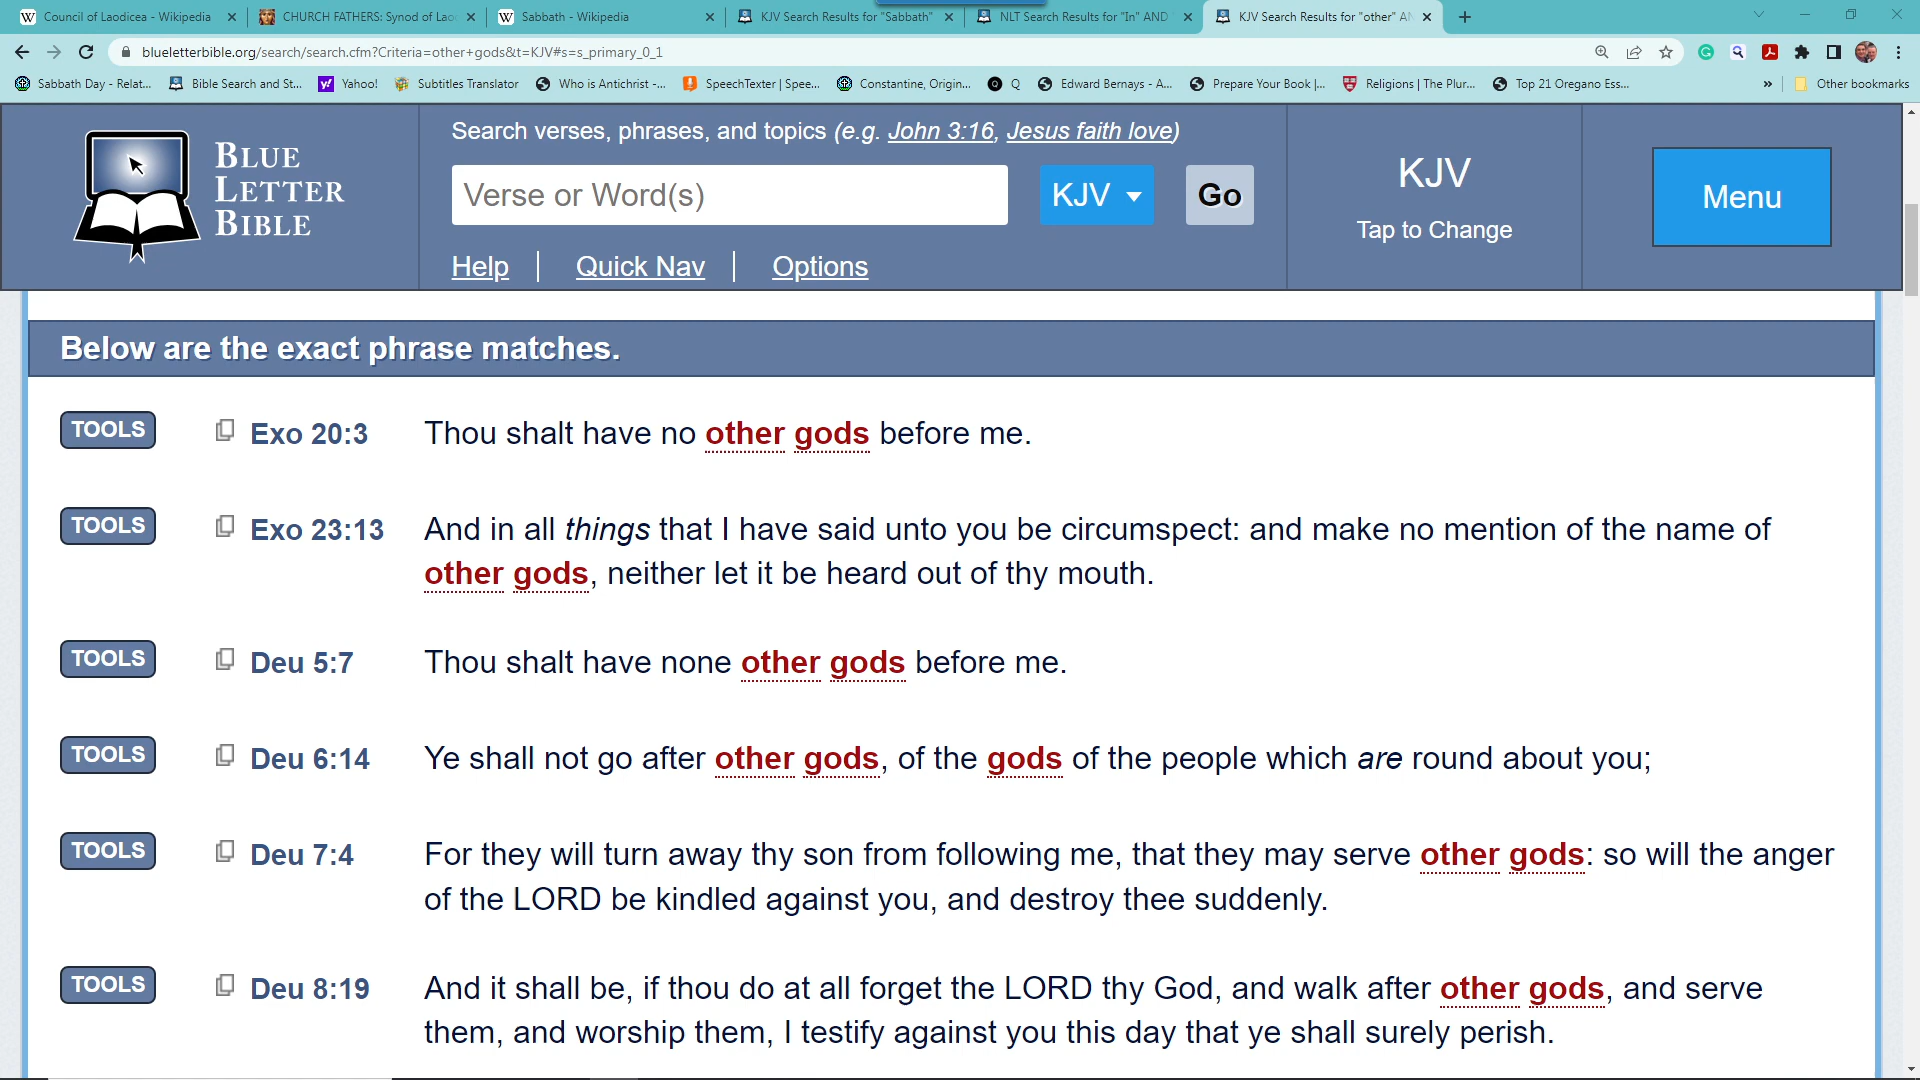 Council of Laodicea - Wikipedia
CHURCH FATHERS: Synod of Lao
Sabbath - Wikipedia
KJV Search Results for "Sabbath"
NLT Search Results for "In" AND
KJV Search Results for "other" AN
blueletterbible.org/search/search.cfm?Criteria=other+gods&t=KJV#s=s_primary_0_1
Sabbath Day - Relat...
Bible Search and St...
Yahoo!
Subtitles Translator
Who is Antichrist -...
SpeechTexter | Spee...
Constantine, Origin...
Q
Edward Bernays - A...
Prepare Your Book |...
Religions | The Plur...
Top 21 Oregano Ess...
»
Other bookmarks
BLUE
LETTER
BIBLE
Search verses, phrases, and topics (e.g. John 3:16, Jesus faith love)
Verse or Word(s)
KJV
Go
Help
Quick Nav
Options
KJV
Tap to Change
Menu
Below are the exact phrase matches.
TOOLS Exo 20:3 Thou shalt have no other gods before me.
TOOLS Exo 23:13 And in all things that I have said unto you be circumspect: and make no mention of the name of
other gods, neither let it be heard out of thy mouth.
TOOLS Deu 5:7 Thou shalt have none other gods before me.
TOOLS Deu 6:14 Ye shall not go after other gods, of the gods of the people which are round about you;
TOOLS Deu 7:4 For they will turn away thy son from following me, that they may serve other gods: so will the anger
of the LORD be kindled against you, and destroy thee suddenly.
TOOLS Deu 8:19 And it shall be, if thou do at all forget the LORD thy God, and walk after other gods, and serve
them, and worship them, I testify against you this day that ye shall surely perish.